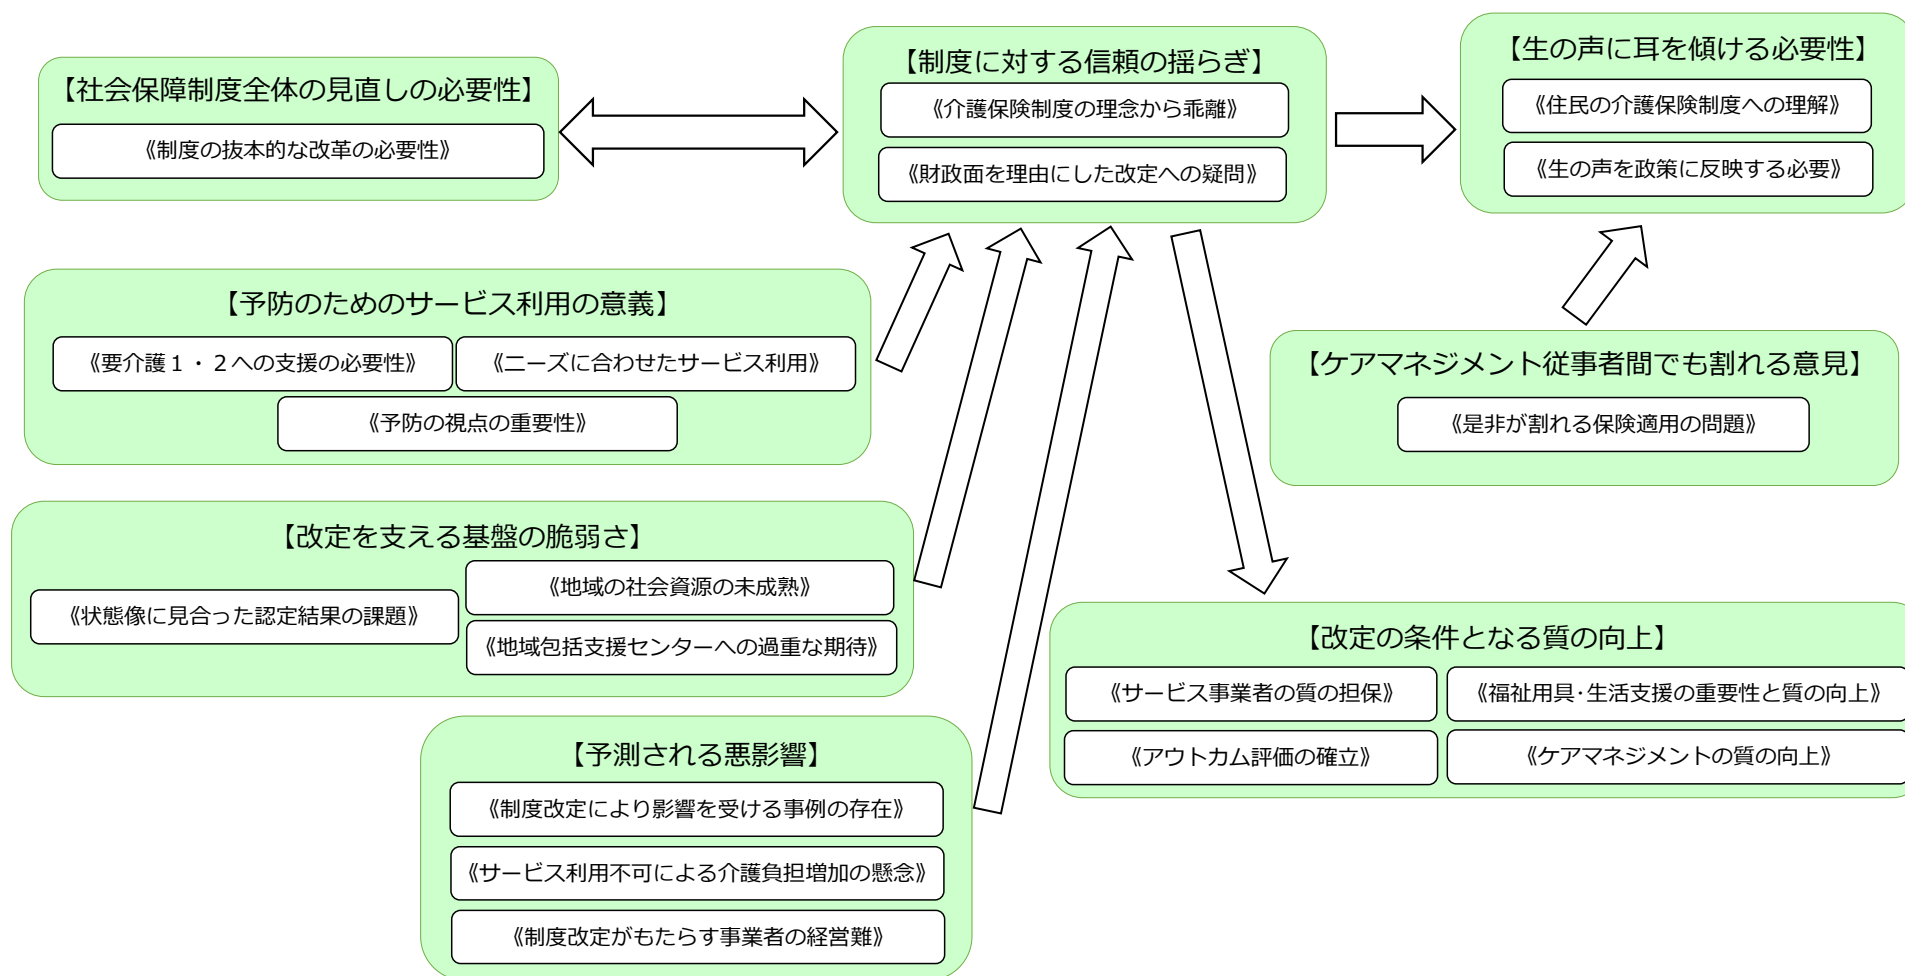 【社会保障制度全体の見直しの必要性】
《制度の抜本的な改革の必要性》
【制度に対する信頼の揺らぎ】
《介護保険制度の理念から乖離》
《財政面を理由にした改定への疑問》
【生の声に耳を傾ける必要性】
《住民の介護保険制度への理解》
《生の声を政策に反映する必要》
【予防のためのサービス利用の意義】
《要介護１・２への支援の必要性》
《ニーズに合わせたサービス利用》
《予防の視点の重要性》
【ケアマネジメント従事者間でも割れる意見】
《是非が割れる保険適用の問題》
【改定を支える基盤の脆弱さ】
《状態像に見合った認定結果の課題》
《地域の社会資源の未成熟》
《地域包括支援センターへの過重な期待》
【改定の条件となる質の向上】
《サービス事業者の質の担保》
《福祉用具･生活支援の重要性と質の向上》
《アウトカム評価の確立》
《ケアマネジメントの質の向上》
【予測される悪影響】
《制度改定により影響を受ける事例の存在》
《サービス利用不可による介護負担増加の懸念》
《制度改定がもたらす事業者の経営難》